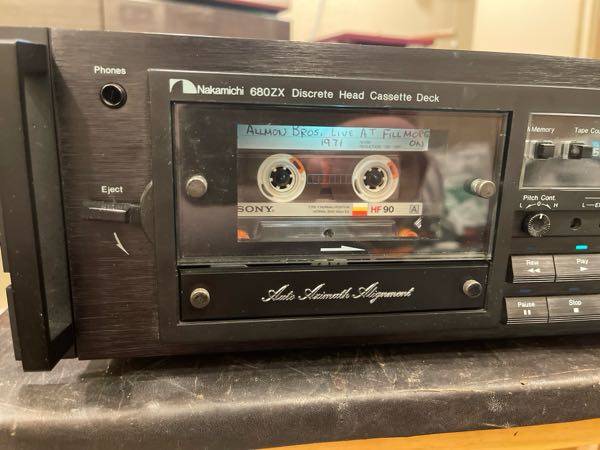 Phones
Nakamichi 680ZX Discrete Head Cassette Deck
ALLMON BROS. LIVE AT FILLMORE
1971 ON
SONY HF 90 A
Eject
Auto Azimuth Alignment
Memory Tape Cou
Pitch Cont.
L O H
Rew Play
Pause Stop